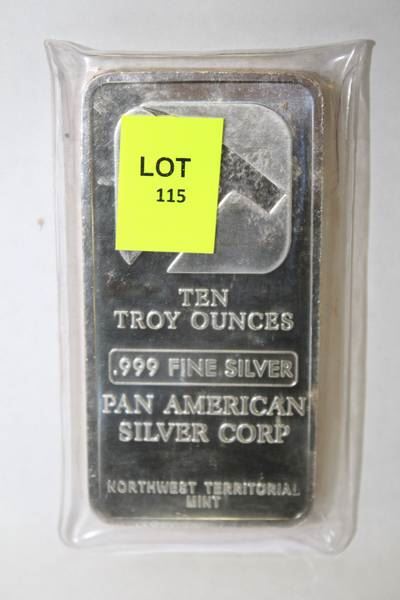 LOT
115
TEN
TROY OUNCES
.999 FINE SILVER
PAN AMERICAN
SILVER CORP
NORTHWEST TERRITORIAL
MINT